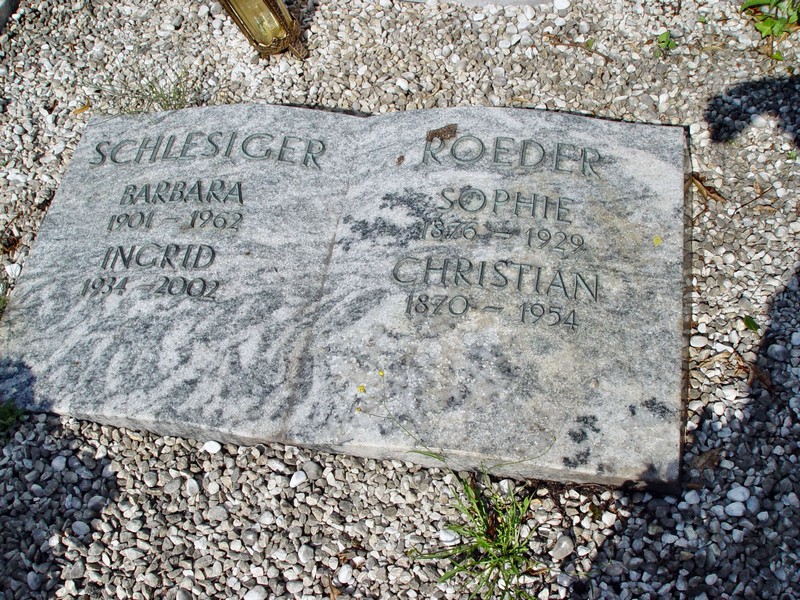 SCHLESIGER
BARBARA
1901 - 1962
INGRID
1934 - 2002
ROEDER
SOPHIE
1876 - 1929
CHRISTIAN
1870 - 1954